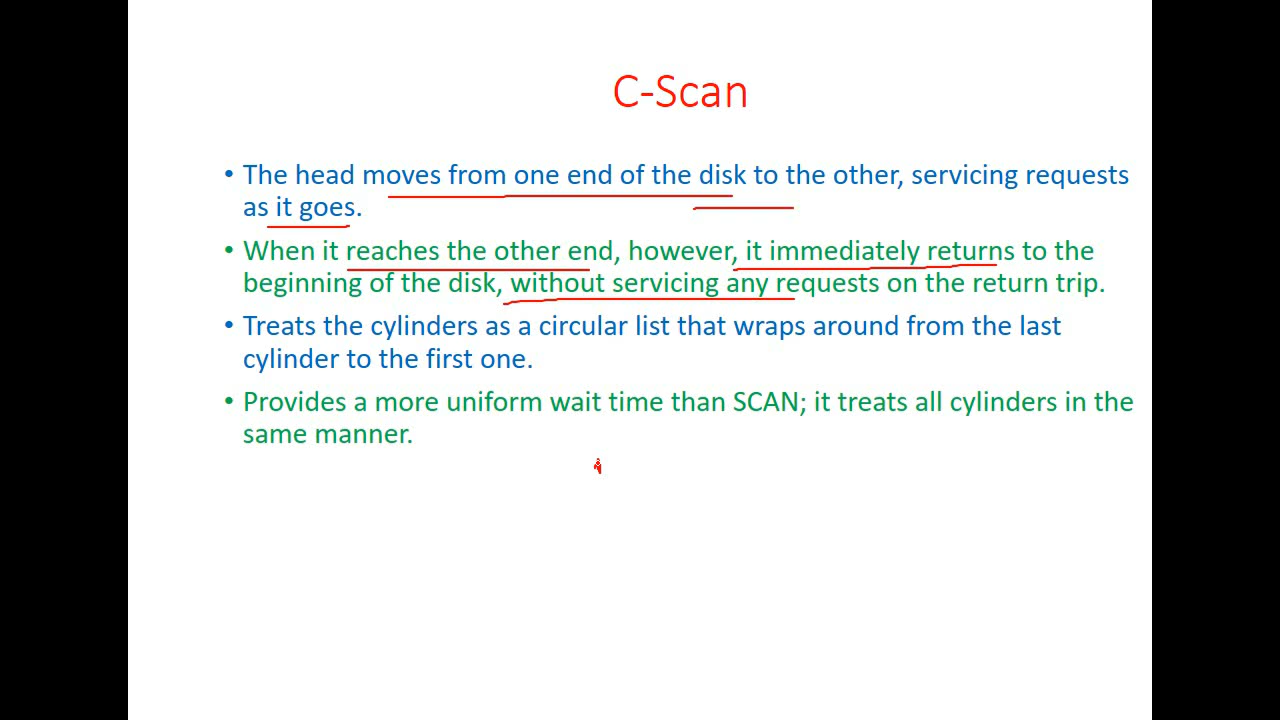 C-Scan
• The head moves from one end of the disk to the other, servicing requests
as it goes.
• When it reaches the other end, however, it immediately returns to the
beginning of the disk, without servicing any requests on the return trip.
• Treats the cylinders as a circular list that wraps around from the last
cylinder to the first one.
• Provides a more uniform wait time than SCAN; it treats all cylinders in the
same manner.